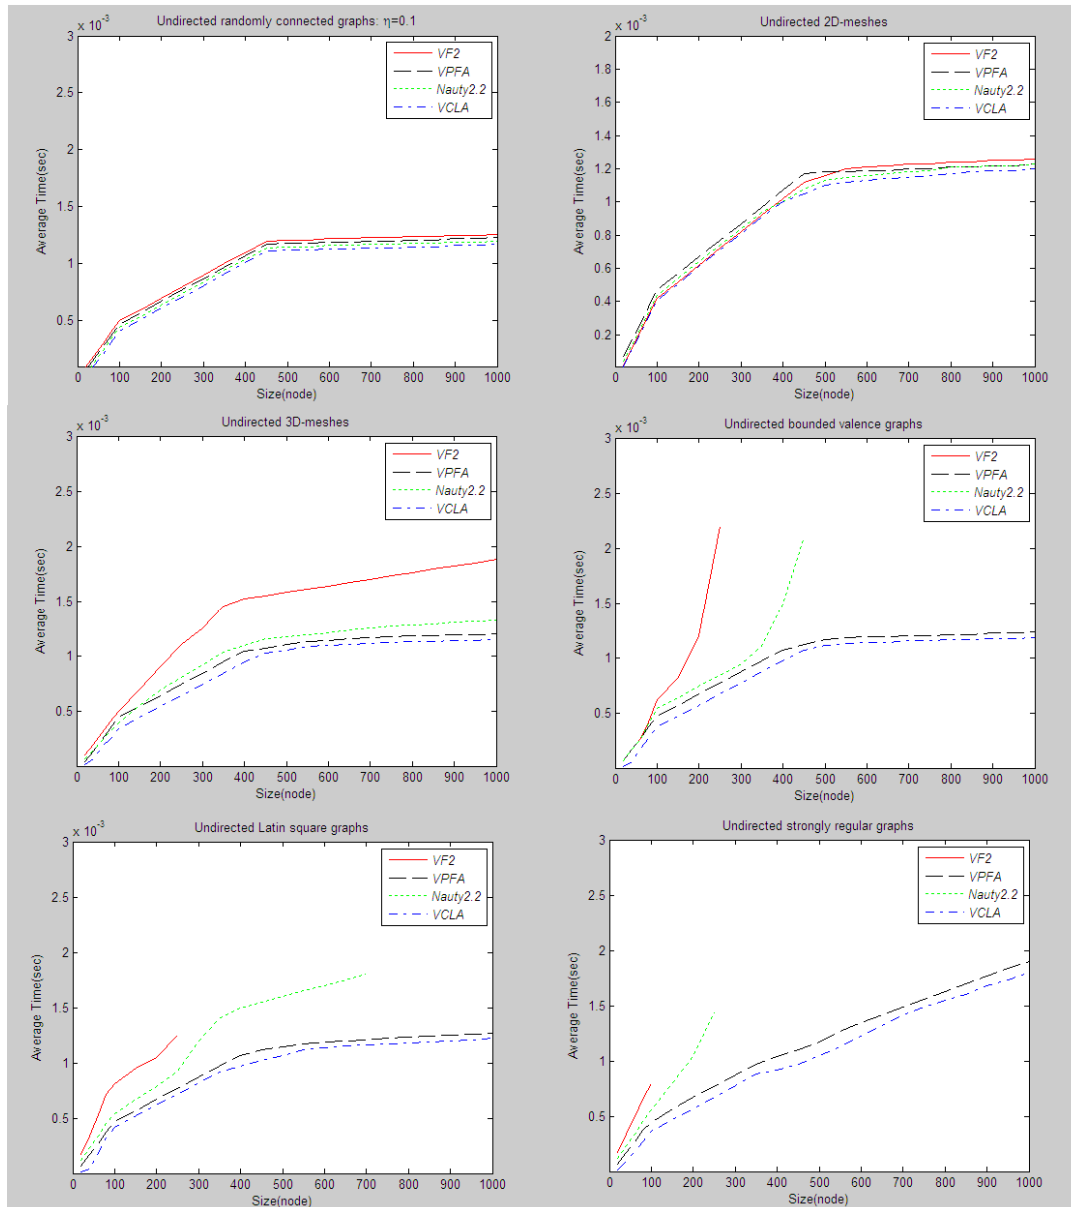 Undirected randomly connected graphs: η=0.1
x 10-3
3
2.5
2
1.5
1
0.5
0 100 200 300 400 500 600 700 800 900 1000
Average Time(sec)
Size(node)
VF2
VPFA
Nauty2.2
VCLA
Undirected 2D-meshes
x 10-3
2
1.8
1.6
1.4
1.2
1
0.8
0.6
0.4
0.2
0 100 200 300 400 500 600 700 800 900 1000
Average Time(sec)
Size(node)
VF2
VPFA
Nauty2.2
VCLA
Undirected 3D-meshes
x 10-3
3
2.5
2
1.5
1
0.5
0 100 200 300 400 500 600 700 800 900 1000
Average Time(sec)
Size(node)
VF2
VPFA
Nauty2.2
VCLA
Undirected bounded valence graphs
x 10-3
3
2.5
2
1.5
1
0.5
0 100 200 300 400 500 600 700 800 900 1000
Average Time(sec)
Size(node)
VF2
VPFA
Nauty2.2
VCLA
Undirected Latin square graphs
x 10-3
3
2.5
2
1.5
1
0.5
0 100 200 300 400 500 600 700 800 900 1000
Average Time(sec)
Size(node)
VF2
VPFA
Nauty2.2
VCLA
Undirected strongly regular graphs
3
2.5
2
1.5
1
0.5
0 100 200 300 400 500 600 700 800 900 1000
Average Time(sec)
Size(node)
VF2
VPFA
Nauty2.2
VCLA